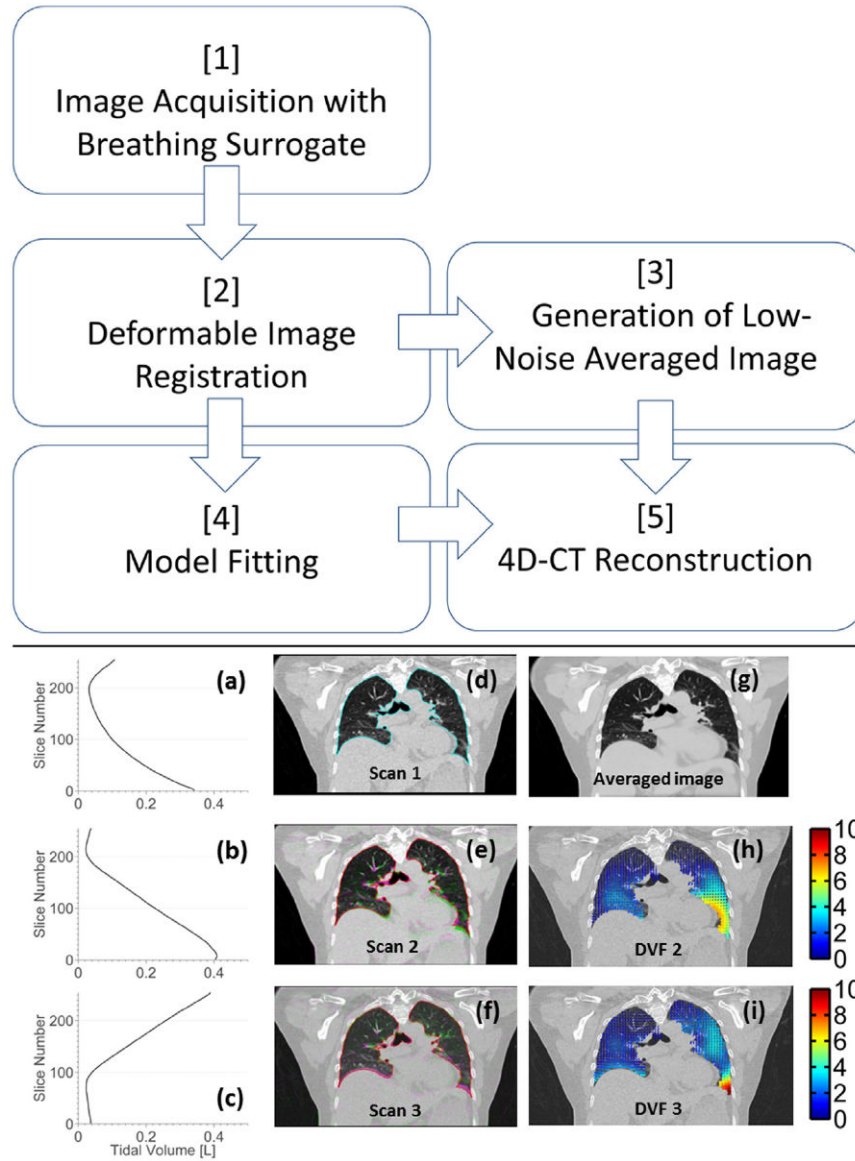 [1]
Image Acquisition with
Breathing Surrogate
[2]
Deformable Image
Registration
[3]
Generation of Low-
Noise Averaged Image
[4]
Model Fitting
[5]
4D-CT Reconstruction
Slice Number
200
100
0
0
0.2
0.4
(a)
(d)
Scan 1
(g)
Averaged image
Slice Number
200
100
0
0
0.2
0.4
(b)
(e)
Scan 2
(h)
DVF 2
10
8
6
4
2
0
Slice Number
200
100
0
0
0.2
0.4
Tidal Volume [L]
(c)
(f)
Scan 3
(i)
DVF 3
10
8
6
4
2
0